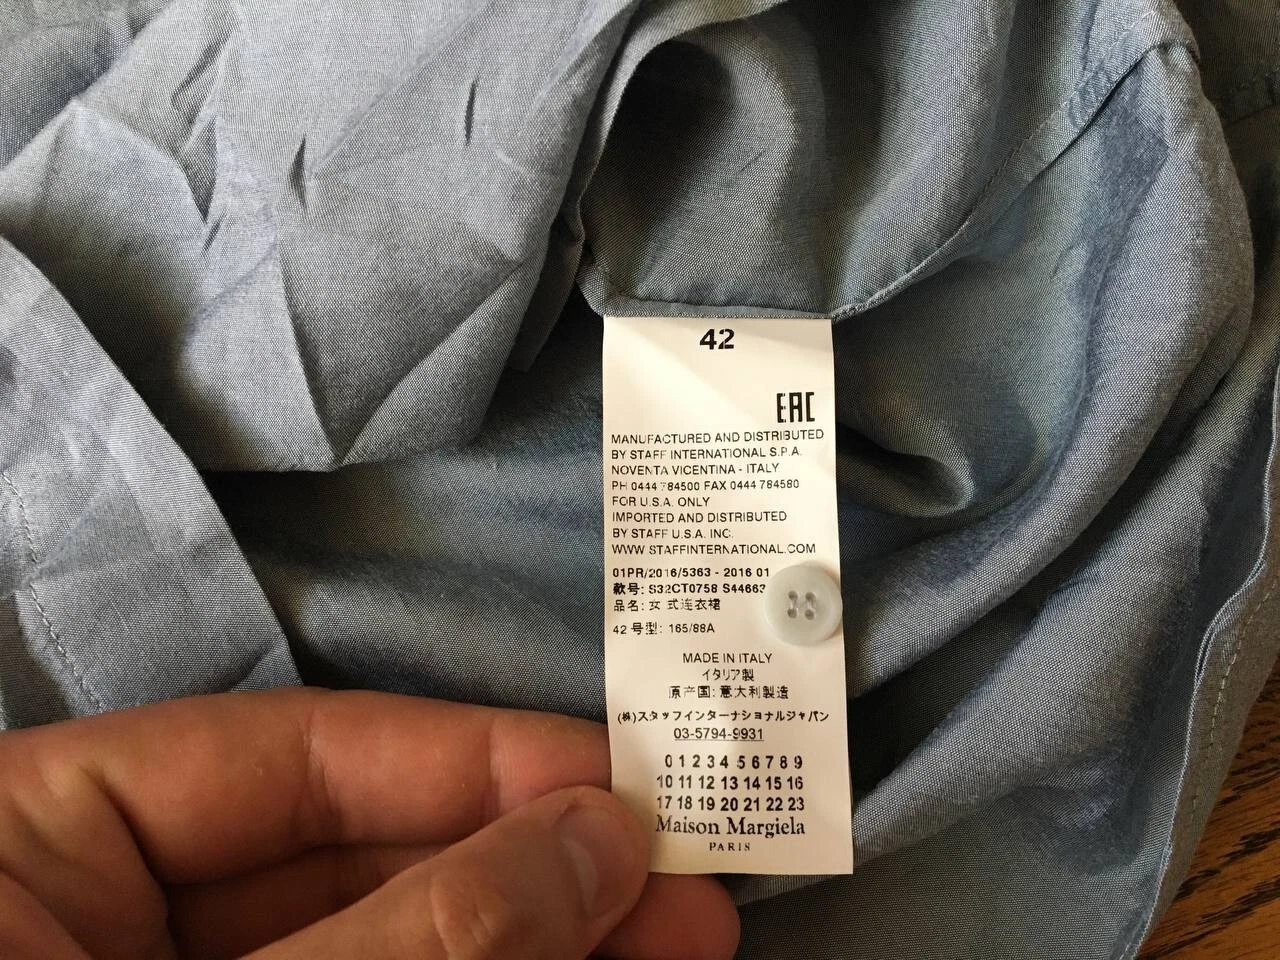 42
EAC
MANUFACTURED AND DISTRIBUTED
BY STAFF INTERNATIONAL S.P.A.
NOVENTA VICENTINA - ITALY
PH 0444 784500 FAX 0444 784580
FOR U.S.A. ONLY
IMPORTED AND DISTRIBUTED
BY STAFF U.S.A. INC.
WWW.STAFFINTERNATIONAL.COM
01PR/2016/5363 - 2016 01
款号: S32CT0758 S44663
品名: 女 式连衣裙
42 号型: 165/88A
MADE IN ITALY
イタリア製
原产国: 意大利製造
(株)スタッフインターナショナルジャパン
03-5794-9931
0 1 2 3 4 5 6 7 8 9
10 11 12 13 14 15 16
17 18 19 20 21 22 23
Maison Margiela
PARIS